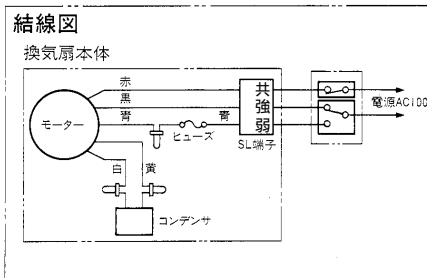 結線図
換気扇本体
赤
黒
青
青
モーター
ヒューズ
共
強
弱
SL端子
電源AC100
白
黄
コンデンサ